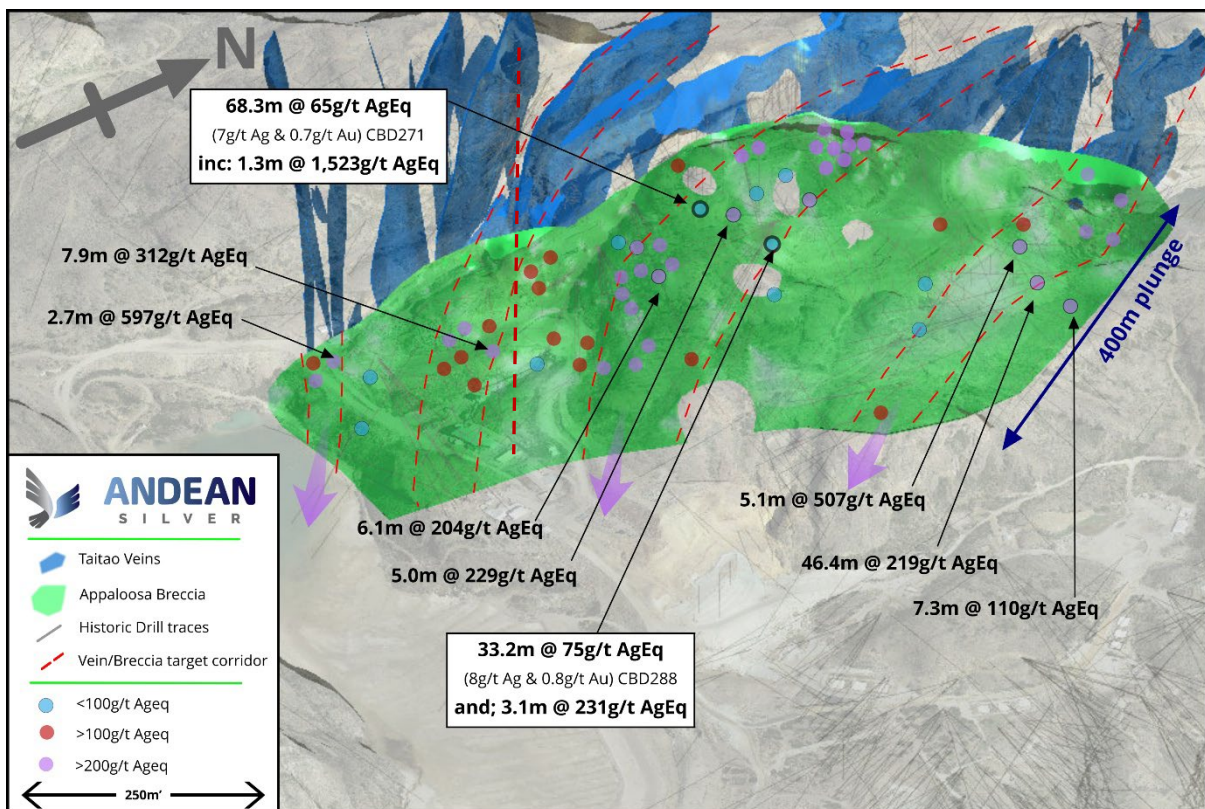 N
68.3m @ 65g/t AgEq
(7g/t Ag & 0.7g/t Au) CBD271
inc: 1.3m @ 1,523g/t AgEq
7.9m @ 312g/t AgEq
2.7m @ 597g/t AgEq
400m plunge
6.1m @ 204g/t AgEq
5.0m @ 229g/t AgEq
33.2m @ 75g/t AgEq
(8g/t Ag & 0.8g/t Au) CBD288
and; 3.1m @ 231g/t AgEq
5.1m @ 507g/t AgEq
46.4m @ 219g/t AgEq
7.3m @ 110g/t AgEq
ANDEAN
SILVER
Taitao Veins
Appaloosa Breccia
Historic Drill traces
Vein/Breccia target corridor
<100g/t Ageq
>100g/t Ageq
>200g/t Ageq
250m'